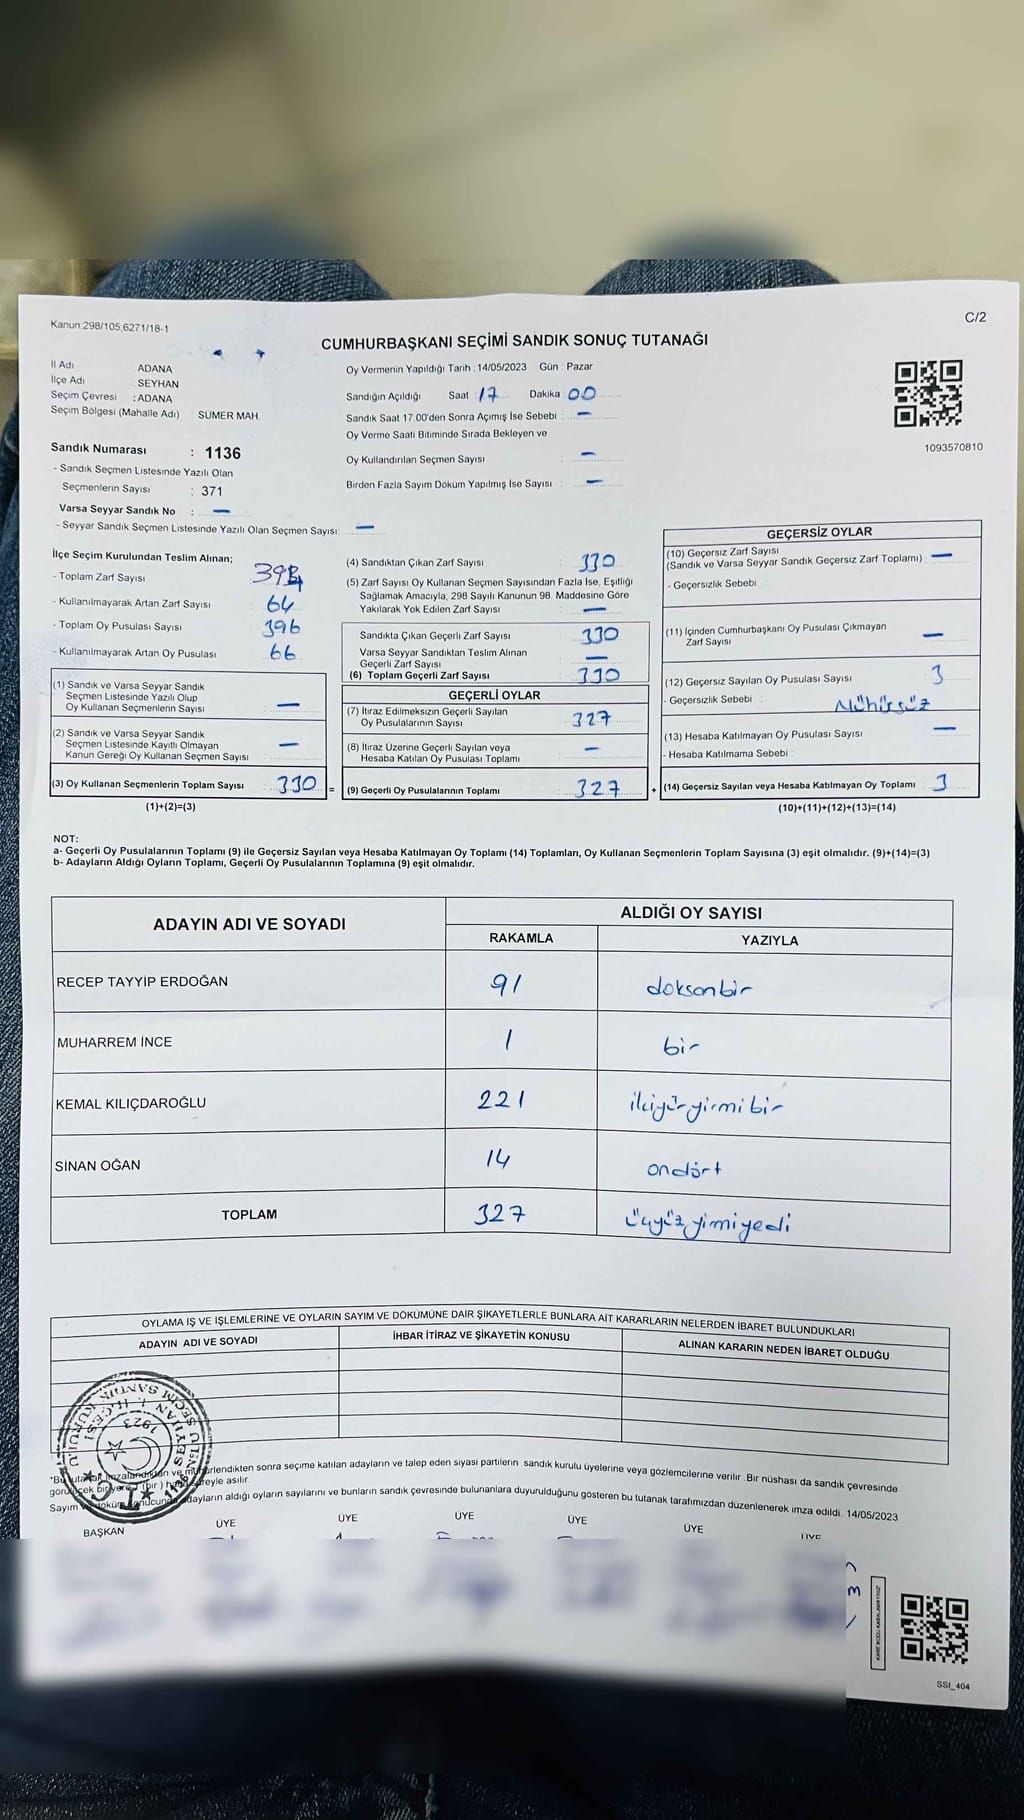 Kanun:298/105,6271/18-1
C/2
CUMHURBAŞKANI SEÇİMİ SANDIK SONUÇ TUTANAĞI
İl Adı : ADANA
İlçe Adı : SEYHAN
Seçim Çevresi : ADANA
Seçim Bölgesi (Mahalle Adı) : SÜMER MAH.
Sandık Numarası : 1136
- Sandık Seçmen Listesinde Yazılı Olan
Seçmenlerin Sayısı : 371
Varsa Seyyar Sandık No : —
- Seyyar Sandık Seçmen Listesinde Yazılı Olan Seçmen Sayısı: —
Oy Vermenin Yapıldığı Tarih : 14/05/2023 Gün : Pazar
Sandığın Açıldığı Saat : 17 Dakika : 00
Sandık Saat 17.00'den Sonra Açımış İse Sebebi : —
Oy Verme Saati Bitiminde Sırada Bekleyen ve
Oy Kullandırılan Seçmen Sayısı : —
Birden Fazla Sayım Döküm Yapılmış İse Sayısı : —
1093570810
İlçe Seçim Kurulundan Teslim Alınan;
- Toplam Zarf Sayısı : 394
- Kullanılmayarak Artan Zarf Sayısı : 64
- Toplam Oy Pusulası Sayısı : 396
- Kullanılmayarak Artan Oy Pusulası : 66
(1) Sandık ve Varsa Seyyar Sandık
Seçmen Listesinde Yazılı Olup
Oy Kullanan Seçmenlerin Sayısı : —
(2) Sandık ve Varsa Seyyar Sandık
Seçmen Listesinde Kayıtlı Olmayan
Kanun Gereği Oy Kullanan Seçmen Sayısı : —
(3) Oy Kullanan Seçmenlerin Toplam Sayısı : 330 =
(1)+(2)=(3)
(4) Sandıktan Çıkan Zarf Sayısı : 330
(5) Zarf Sayısı Oy Kullanan Seçmen Sayısından Fazla İse, Eşitliği
Sağlamak Amacıyla, 298 Sayılı Kanunun 98. Maddesine Göre
Yakılarak Yok Edilen Zarf Sayısı : —
Sandıkta Çıkan Geçerli Zarf Sayısı : 330
Varsa Seyyar Sandıktan Teslim Alınan
Geçerli Zarf Sayısı : —
(6) Toplam Geçerli Zarf Sayısı : 330
GEÇERLİ OYLAR
(7) İtiraz Edilmeksizin Geçerli Sayılan
Oy Pusulalarının Sayısı : 327
(8) İtiraz Üzerine Geçerli Sayılan veya
Hesaba Katılan Oy Pusulası Toplamı : —
(9) Geçerli Oy Pusulalarının Toplamı : 327 +
GEÇERSİZ OYLAR
(10) Geçersiz Zarf Sayısı
(Sandık ve Varsa Seyyar Sandık Geçersiz Zarf Toplamı) : —
- Geçersizlik Sebebi :
(11) İçinden Cumhurbaşkanı Oy Pusulası Çıkmayan
Zarf Sayısı : —
(12) Geçersiz Sayılan Oy Pusulası Sayısı : 3
- Geçersizlik Sebebi : Mühürsüz
(13) Hesaba Katılmayan Oy Pusulası Sayısı : —
- Hesaba Katılmama Sebebi :
(14) Geçersiz Sayılan veya Hesaba Katılmayan Oy Toplamı : 3
(10)+(11)+(12)+(13)=(14)
NOT:
a- Geçerli Oy Pusulalarının Toplamı (9) ile Geçersiz Sayılan veya Hesaba Katılmayan Oy Toplamı (14) Toplamları, Oy Kullanan Seçmenlerin Toplam Sayısına (3) eşit olmalıdır. (9)+(14)=(3)
b- Adayların Aldığı Oyların Toplamı, Geçerli Oy Pusulalarının Toplamına (9) eşit olmalıdır.
ADAYIN ADI VE SOYADI ALDIĞI OY SAYISI
RAKAMLA YAZIYLA
RECEP TAYYİP ERDOĞAN 91 doksanbir
MUHARREM İNCE 1 bir
KEMAL KILIÇDAROĞLU 221 ikiyüzyirmibir
SİNAN OĞAN 14 ondört
TOPLAM 327 üçyüzyimiyedi
OYLAMA İŞ VE İŞLEMLERİNE VE OYLARIN SAYIM VE DÖKÜMÜNE DAİR ŞİKAYETLERLE BUNLARA AİT KARARLARIN NELERDEN İBARET BULUNDUKLARI
ADAYIN ADI VE SOYADI İHBAR İTİRAZ VE ŞİKAYETİN KONUSU ALINAN KARARIN NEDEN İBARET OLDUĞU
1923
ve mühürlendikten sonra seçime katılan adayların ve talep eden siyasi partilerin sandık kurulu üyelerine veya gözlemcilerine verilir. Bir nüshası da sandık çevresinde
görülecek bir yere (bir) süreyle asılır.
Sayım ve döküm sonucunda adayların aldığı oyların sayılarını ve bunların sandık çevresinde bulunanlara duyurulduğunu gösteren bu tutanak tarafımızdan düzenlenerek imza edildi. 14/05/2023
BAŞKAN ÜYE ÜYE ÜYE ÜYE ÜYE ÜYE
SSI_404